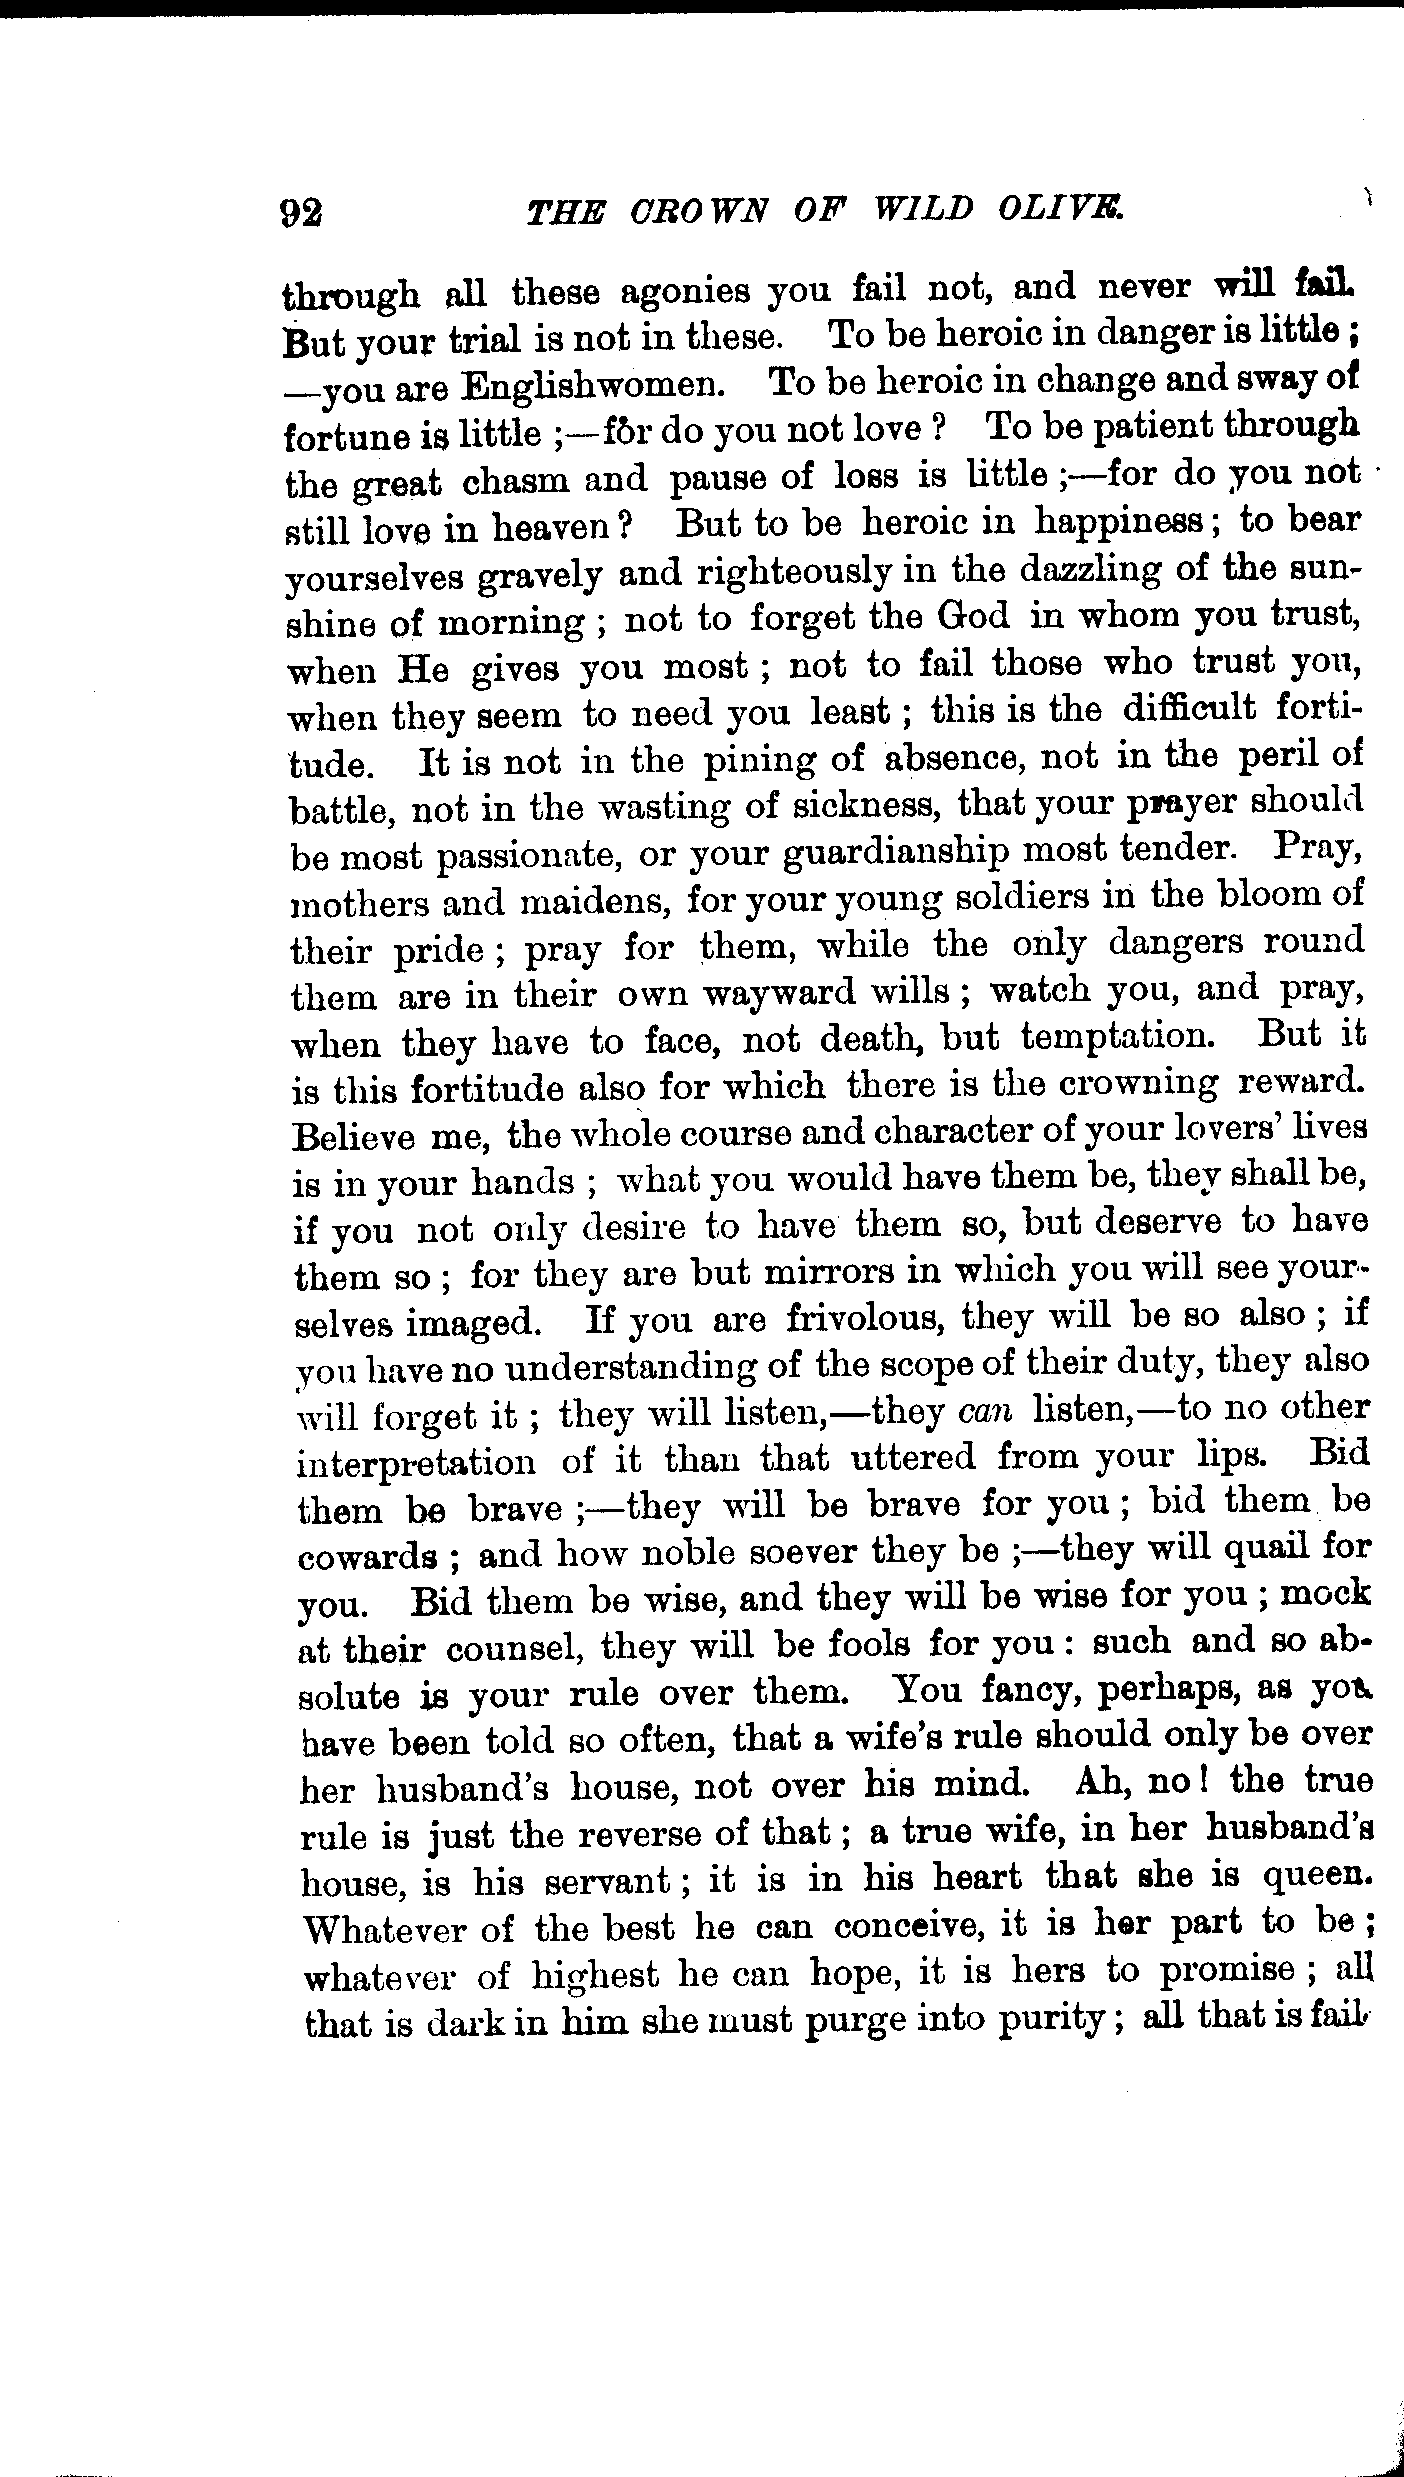 92 THE CROWN OF WILD OLIVE.
through all these agonies you fail not, and never will fail.
But your trial is not in these. To be heroic in danger is little ;
—you are Englishwomen. To be heroic in change and sway of
fortune is little ;—for do you not love ? To be patient through
the great chasm and pause of loss is little ;—for do you not
still love in heaven ? But to be heroic in happiness ; to bear
yourselves gravely and righteously in the dazzling of the sun-
shine of morning ; not to forget the God in whom you trust,
when He gives you most ; not to fail those who trust you,
when they seem to need you least ; this is the difficult forti-
tude. It is not in the pining of absence, not in the peril of
battle, not in the wasting of sickness, that your prayer should
be most passionate, or your guardianship most tender. Pray,
mothers and maidens, for your young soldiers in the bloom of
their pride ; pray for them, while the only dangers round
them are in their own wayward wills ; watch you, and pray,
when they have to face, not death, but temptation. But it
is this fortitude also for which there is the crowning reward.
Believe me, the whole course and character of your lovers' lives
is in your hands ; what you would have them be, they shall be,
if you not only desire to have them so, but deserve to have
them so ; for they are but mirrors in which you will see your-
selves imaged. If you are frivolous, they will be so also ; if
you have no understanding of the scope of their duty, they also
will forget it ; they will listen,—they can listen,—to no other
interpretation of it than that uttered from your lips. Bid
them be brave ;—they will be brave for you ; bid them be
cowards ; and how noble soever they be ;—they will quail for
you. Bid them be wise, and they will be wise for you ; mock
at their counsel, they will be fools for you : such and so ab-
solute is your rule over them. You fancy, perhaps, as you
have been told so often, that a wife's rule should only be over
her husband's house, not over his mind. Ah, no ! the true
rule is just the reverse of that ; a true wife, in her husband's
house, is his servant ; it is in his heart that she is queen.
Whatever of the best he can conceive, it is her part to be ;
whatever of highest he can hope, it is hers to promise ; all
that is dark in him she must purge into purity ; all that is fail-